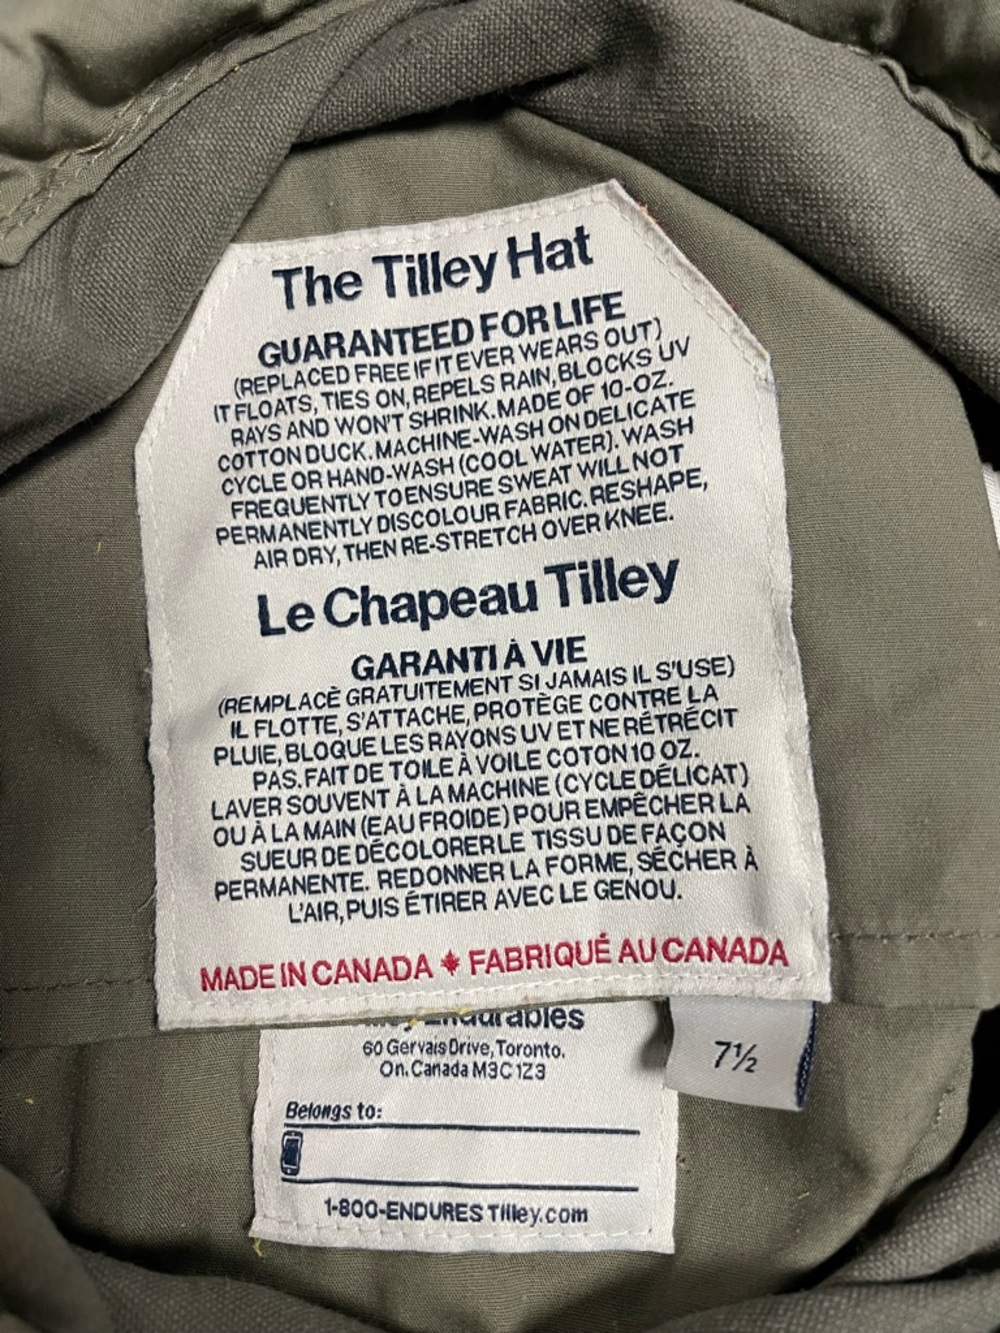 The Tilley Hat
GUARANTEED FOR LIFE
(REPLACED FREE IF IT EVER WEARS OUT)
IT FLOATS, TIES ON, REPELS RAIN, BLOCKS UV
RAYS AND WON'T SHRINK. MADE OF 10-OZ.
COTTON DUCK. MACHINE-WASH ON DELICATE
CYCLE OR HAND-WASH (COOL WATER). WASH
FREQUENTLY TO ENSURE SWEAT WILL NOT
PERMANENTLY DISCOLOUR FABRIC. RESHAPE,
AIR DRY, THEN RE-STRETCH OVER KNEE.
Le Chapeau Tilley
GARANTI À VIE
(REMPLACÈ GRATUITEMENT SI JAMAIS IL S'USE)
IL FLOTTE, S'ATTACHE, PROTÈGE CONTRE LA
PLUIE, BLOQUE LES RAYONS UV ET NE RÉTRÉCIT
PAS. FAIT DE TOILE À VOILE COTON 10 OZ.
LAVER SOUVENT À LA MACHINE (CYCLE DÉLICAT)
OU À LA MAIN (EAU FROIDE) POUR EMPÊCHER LA
SUEUR DE DÉCOLORER LE TISSU DE FAÇON
PERMANENTE. REDONNER LA FORME, SÉCHER À
L'AIR, PUIS ÉTIRER AVEC LE GENOU.
MADE IN CANADA FABRIQUÉ AU CANADA
60 Gervais Drive, Toronto.
On. Canada M3C 1Z3
7½
Belongs to:
1-800-ENDURES Tilley.com